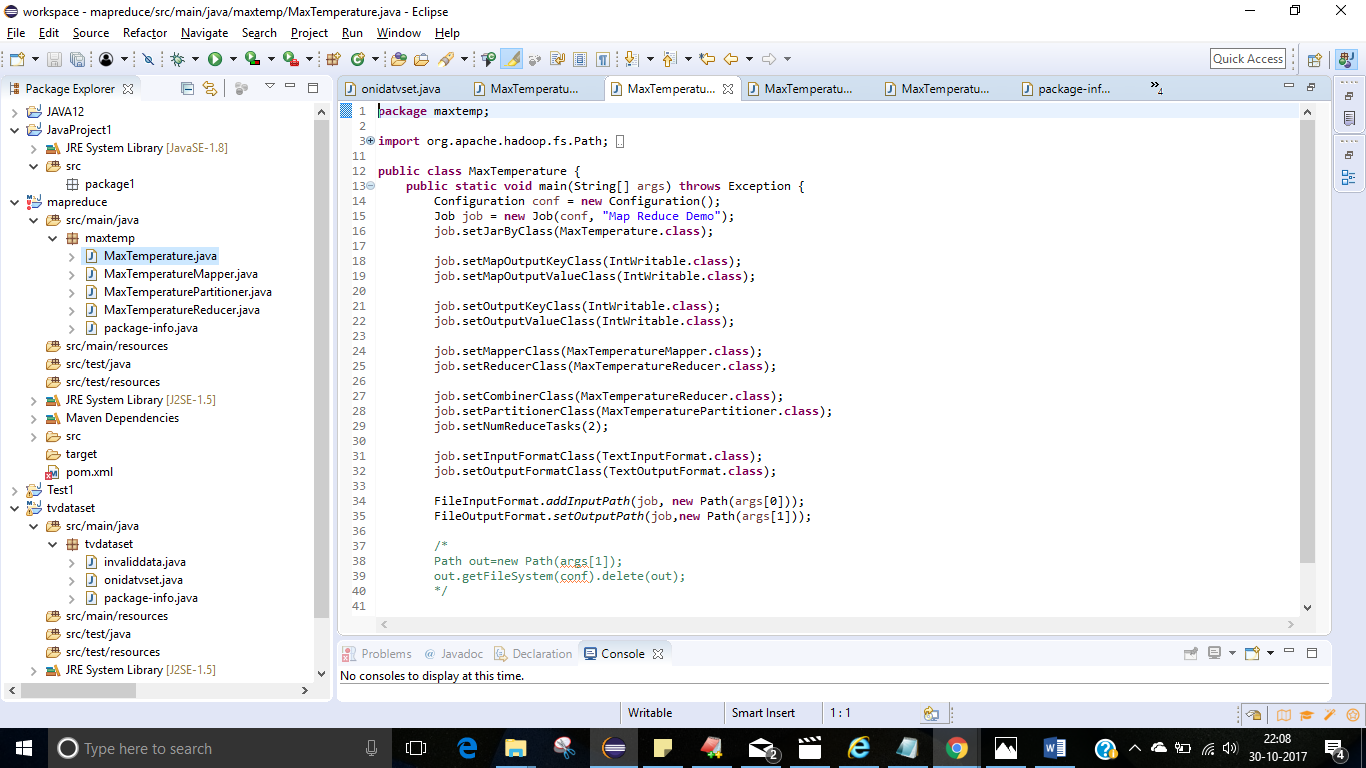 workspace - mapreduce/src/main/java/maxtemp/MaxTemperature.java - Eclipse
File Edit Source Refactor Navigate Search Project Run Window Help
Quick Access
Package Explorer
JAVA12
JavaProject1
JRE System Library [JavaSE-1.8]
src
package1
mapreduce
src/main/java
maxtemp
MaxTemperature.java
MaxTemperatureMapper.java
MaxTemperaturePartitioner.java
MaxTemperatureReducer.java
package-info.java
src/main/resources
src/test/java
src/test/resources
JRE System Library [J2SE-1.5]
Maven Dependencies
src
target
pom.xml
Test1
tvdataset
src/main/java
tvdataset
invaliddata.java
onidatvset.java
package-info.java
src/main/resources
src/test/java
src/test/resources
JRE System Library [J2SE-1.5]
onidatvset.java MaxTemperatu... MaxTemperatu... MaxTemperatu... MaxTemperatu... package-inf... »4
1 package maxtemp;
2
3 import org.apache.hadoop.fs.Path;
11
12 public class MaxTemperature {
13 public static void main(String[] args) throws Exception {
14 Configuration conf = new Configuration();
15 Job job = new Job(conf, "Map Reduce Demo");
16 job.setJarByClass(MaxTemperature.class);
17
18 job.setMapOutputKeyClass(IntWritable.class);
19 job.setMapOutputValueClass(IntWritable.class);
20
21 job.setOutputKeyClass(IntWritable.class);
22 job.setOutputValueClass(IntWritable.class);
23
24 job.setMapperClass(MaxTemperatureMapper.class);
25 job.setReducerClass(MaxTemperatureReducer.class);
26
27 job.setCombinerClass(MaxTemperatureReducer.class);
28 job.setPartitionerClass(MaxTemperaturePartitioner.class);
29 job.setNumReduceTasks(2);
30
31 job.setInputFormatClass(TextInputFormat.class);
32 job.setOutputFormatClass(TextOutputFormat.class);
33
34 FileInputFormat.addInputPath(job, new Path(args[0]));
35 FileOutputFormat.setOutputPath(job,new Path(args[1]));
36
37 /*
38 Path out=new Path(args[1]);
39 out.getFileSystem(conf).delete(out);
40 */
41
Problems @ Javadoc Declaration Console
No consoles to display at this time.
Writable Smart Insert 1 : 1
Type here to search
2
22:08
30-10-2017
4